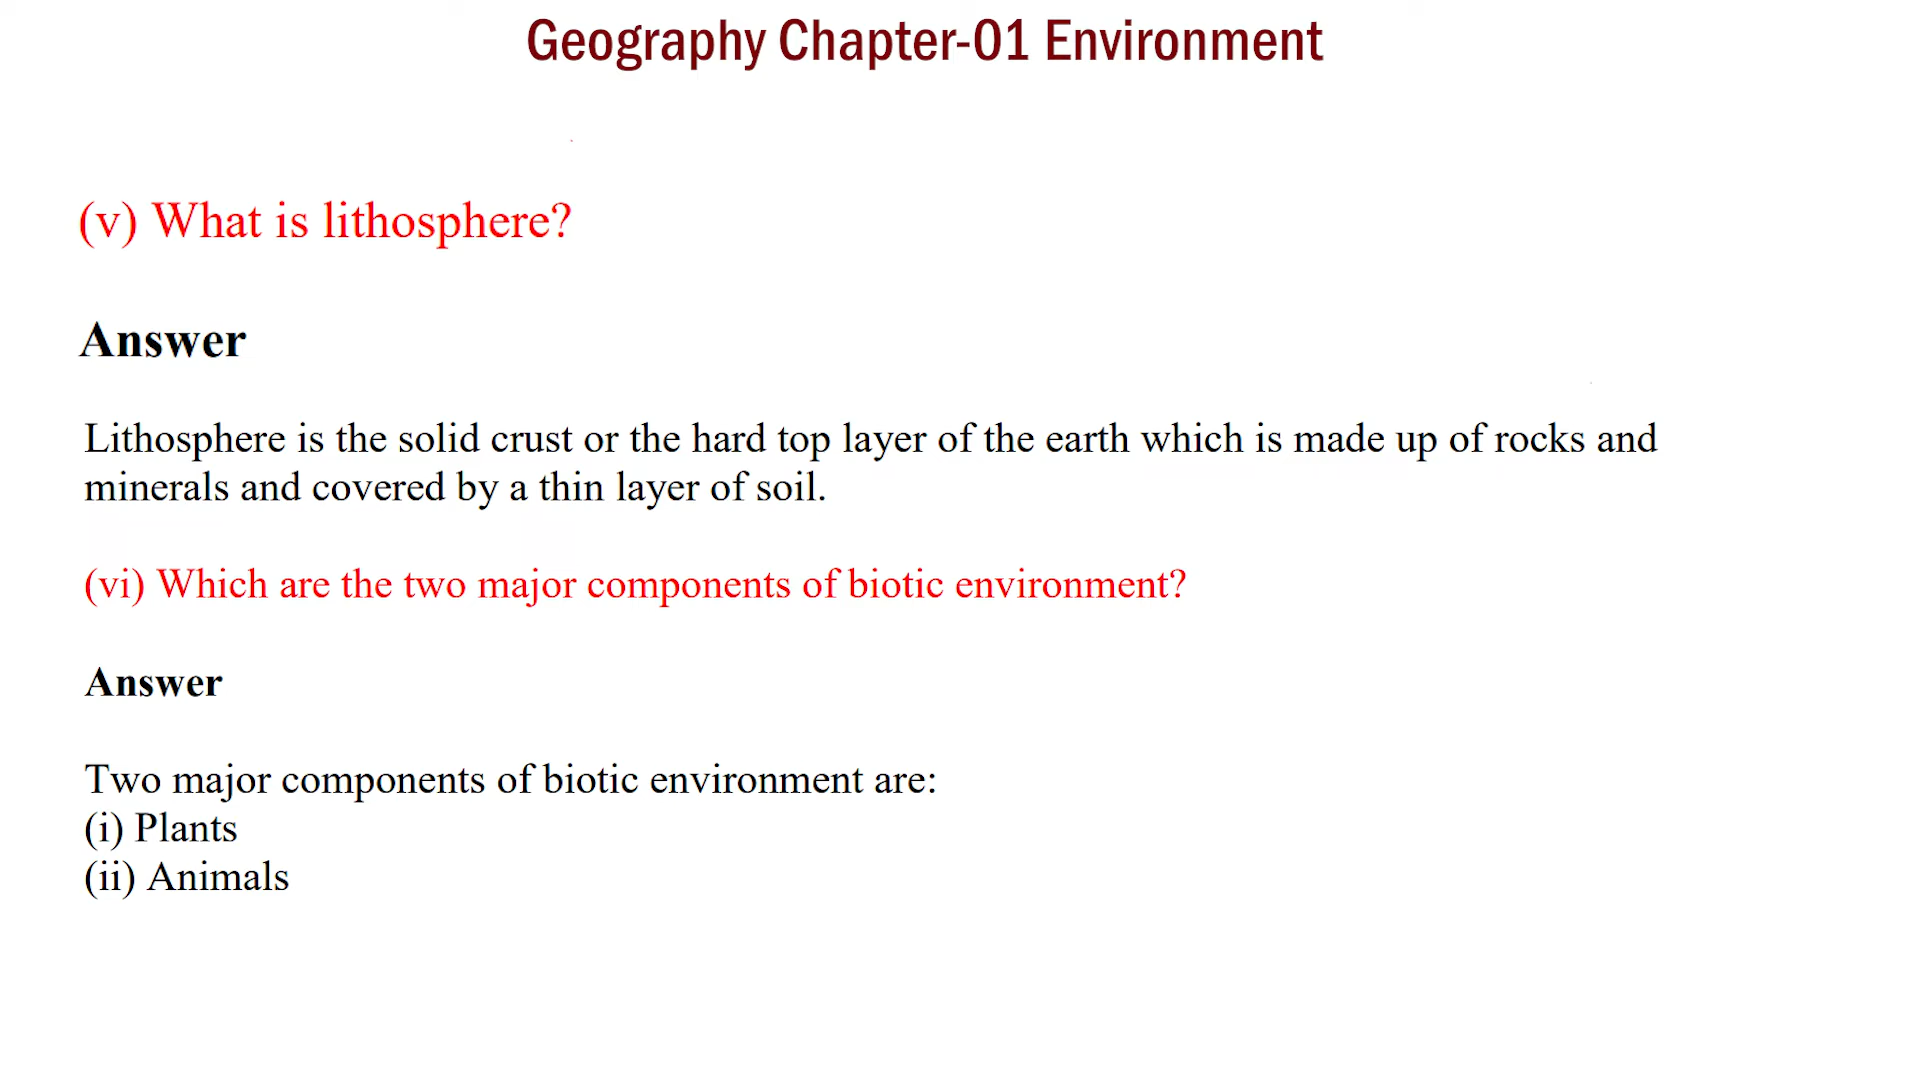 Geography Chapter-01 Environment
(v) What is lithosphere?
Answer
Lithosphere is the solid crust or the hard top layer of the earth which is made up of rocks and
minerals and covered by a thin layer of soil.
(vi) Which are the two major components of biotic environment?
Answer
Two major components of biotic environment are:
(i) Plants
(ii) Animals